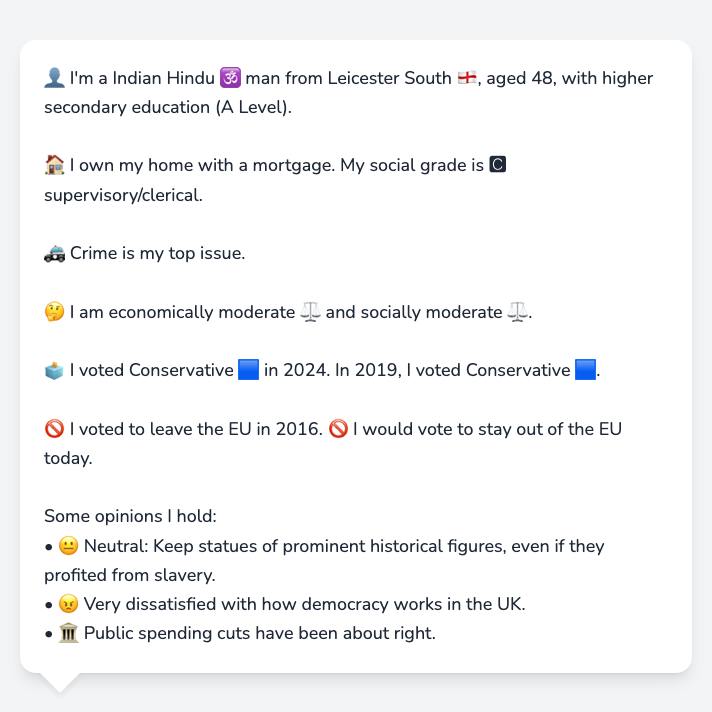 👤 I'm a Indian Hindu 🕉️ man from Leicester South 🏴󠁧󠁢󠁥󠁮󠁧󠁿, aged 48, with higher
secondary education (A Level).
🏠 I own my home with a mortgage. My social grade is 🅲
supervisory/clerical.
🚓 Crime is my top issue.
🤔 I am economically moderate ⚖️ and socially moderate ⚖️.
🗳️ I voted Conservative 🟦 in 2024. In 2019, I voted Conservative 🟦.
🚫 I voted to leave the EU in 2016. 🚫 I would vote to stay out of the EU
today.
Some opinions I hold:
• 😐 Neutral: Keep statues of prominent historical figures, even if they
profited from slavery.
• 😠 Very dissatisfied with how democracy works in the UK.
• 🏛️ Public spending cuts have been about right.